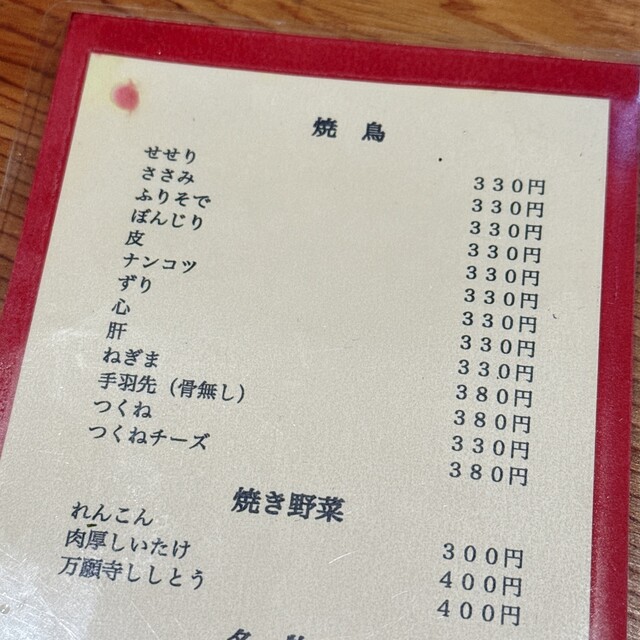 焼 鳥
せせり ３３０円
ささみ ３３０円
ふりそで ３３０円
ぼんじり ３３０円
皮 ３３０円
ナンコツ ３３０円
ずり ３３０円
心 ３３０円
肝 ３３０円
ねぎま ３８０円
手羽先（骨無し） ３８０円
つくね ３３０円
つくねチーズ ３８０円
焼き野菜
れんこん ３００円
肉厚しいたけ ４００円
万願寺ししとう ４００円